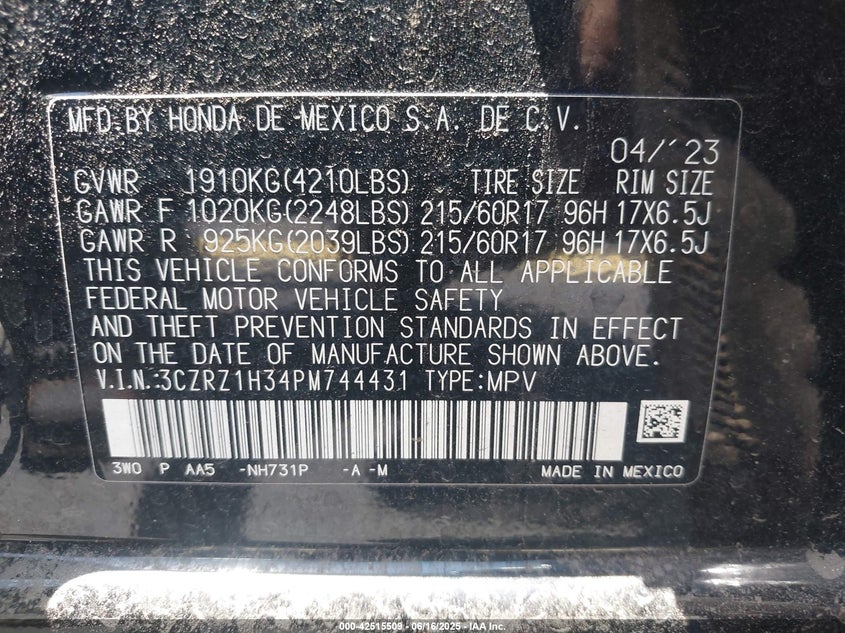 MFD.BY HONDA DE MEXICO S.A. DE C.V.
04/'23
GVWR 1910KG(4210LBS) TIRE SIZE RIM SIZE
GAWR F 1020KG(2248LBS) 215/60R17 96H 17X6.5J
GAWR R 925KG(2039LBS) 215/60R17 96H 17X6.5J
THIS VEHICLE CONFORMS TO ALL APPLICABLE
FEDERAL MOTOR VEHICLE SAFETY
AND THEFT PREVENTION STANDARDS IN EFFECT
ON THE DATE OF MANUFACTURE SHOWN ABOVE.
V.I.N.:3CZRZ1H34PM744431 TYPE:MPV
3W0 P AA5 -NH731P -A -M MADE IN MEXICO
000-42515509 - 06/16/2025 - IAA Inc.